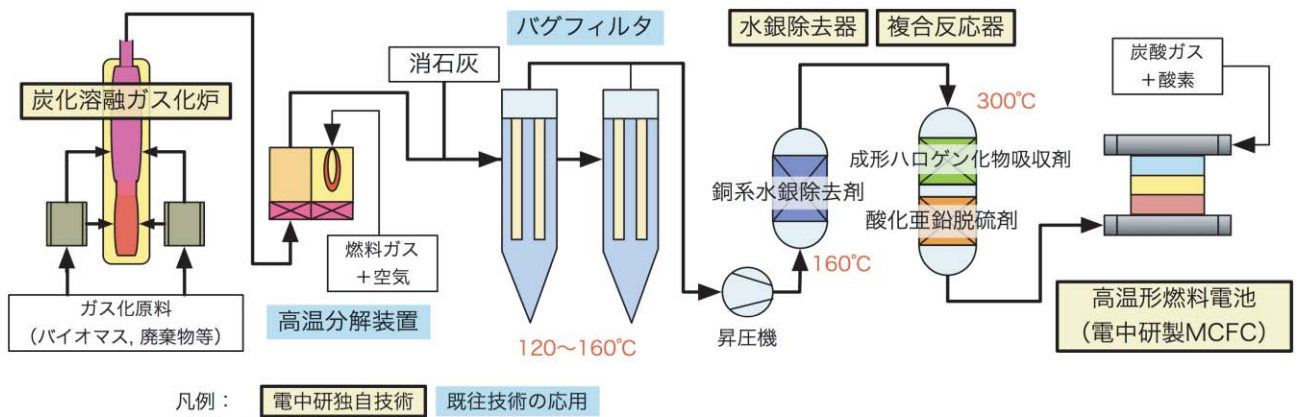 炭化溶融ガス化炉
ガス化原料
（バイオマス, 廃棄物等）
燃料ガス
＋空気
高温分解装置
消石灰
バグフィルタ
120～160℃
昇圧機
水銀除去器
銅系水銀除去剤
160℃
複合反応器
300℃
成形ハロゲン化物吸収剤
酸化亜鉛脱硫剤
炭酸ガス
＋酸素
高温形燃料電池
（電中研製MCFC）
凡例：
電中研独自技術
既往技術の応用